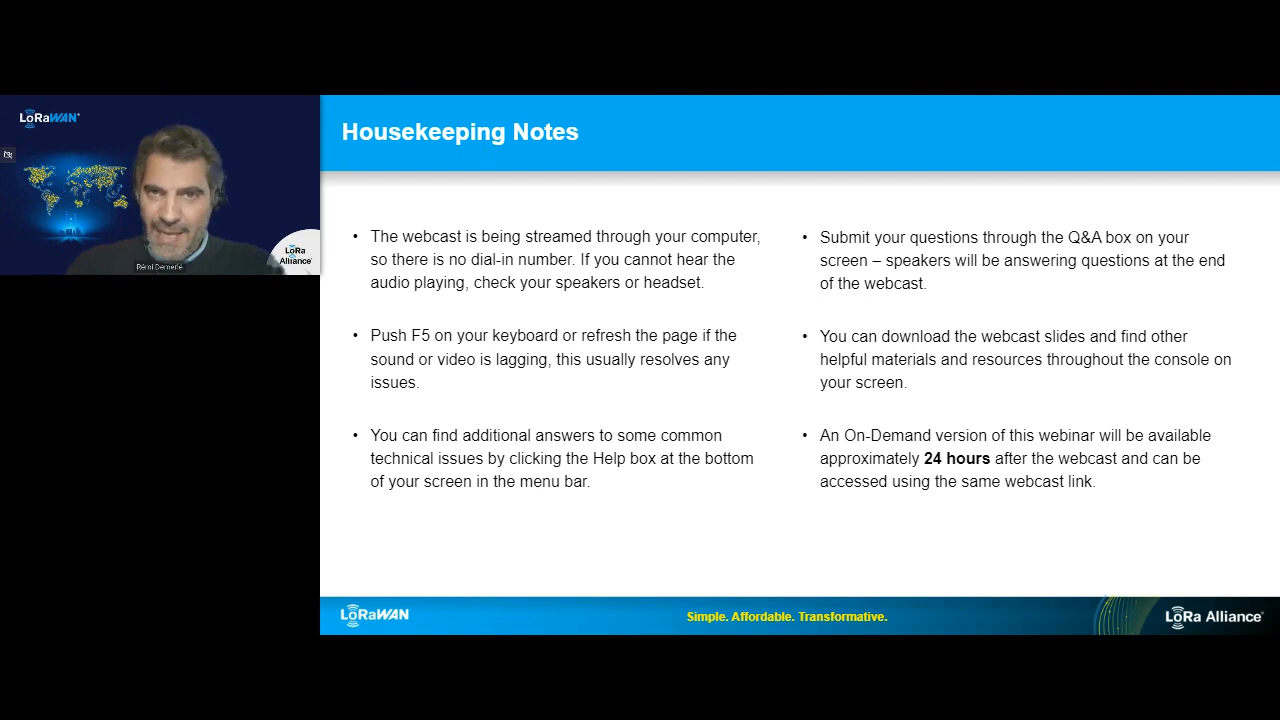 LoRaWAN®
LoRa
Alliance®
Rémi Demerlé
Housekeeping Notes
• The webcast is being streamed through your computer,
so there is no dial-in number. If you cannot hear the
audio playing, check your speakers or headset.
• Push F5 on your keyboard or refresh the page if the
sound or video is lagging, this usually resolves any
issues.
• You can find additional answers to some common
technical issues by clicking the Help box at the bottom
of your screen in the menu bar.
• Submit your questions through the Q&A box on your
screen – speakers will be answering questions at the end
of the webcast.
• You can download the webcast slides and find other
helpful materials and resources throughout the console on
your screen.
• An On-Demand version of this webinar will be available
approximately 24 hours after the webcast and can be
accessed using the same webcast link.
LoRaWAN
Simple. Affordable. Transformative.
LoRa Alliance®